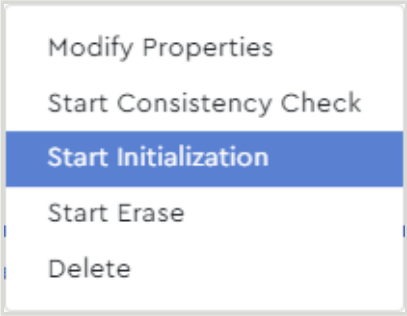 Modify Properties
Start Consistency Check
Start Initialization
Start Erase
Delete